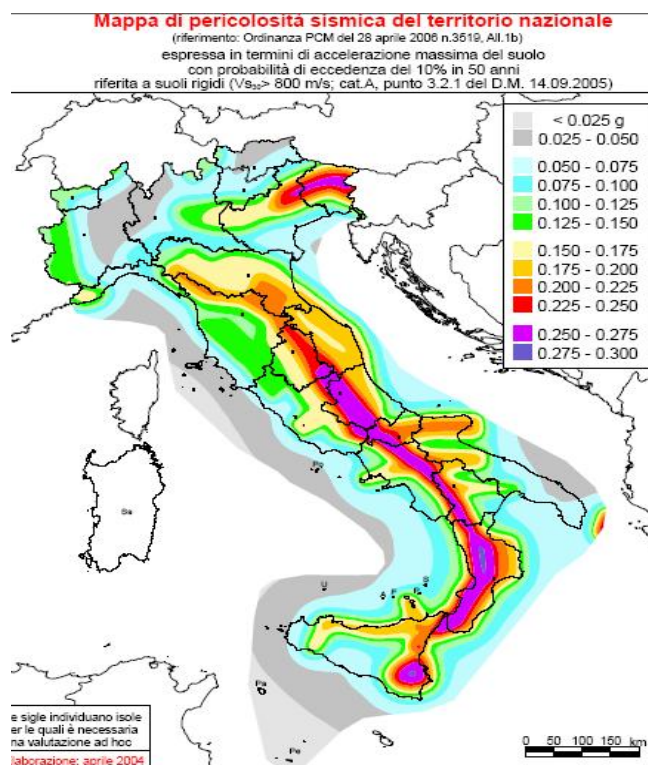 Mappa di pericolosità sismica del territorio nazionale
(riferimento: Ordinanza PCM del 28 aprile 2006 n.3519, All.1b)
espressa in termini di accelerazione massima del suolo
con probabilità di eccedenza del 10% in 50 anni
riferita a suoli rigidi (Vs₃₀> 800 m/s; cat.A, punto 3.2.1 del D.M. 14.09.2005)
< 0.025 g
0.025 - 0.050
0.050 - 0.075
0.075 - 0.100
0.100 - 0.125
0.125 - 0.150
0.150 - 0.175
0.175 - 0.200
0.200 - 0.225
0.225 - 0.250
0.250 - 0.275
0.275 - 0.300
Sa
U
Pa
Pe
e sigle individuano isole
er le quali è necessaria
na valutazione ad hoc
laborazione: aprile 2004
0 50 100 150 km